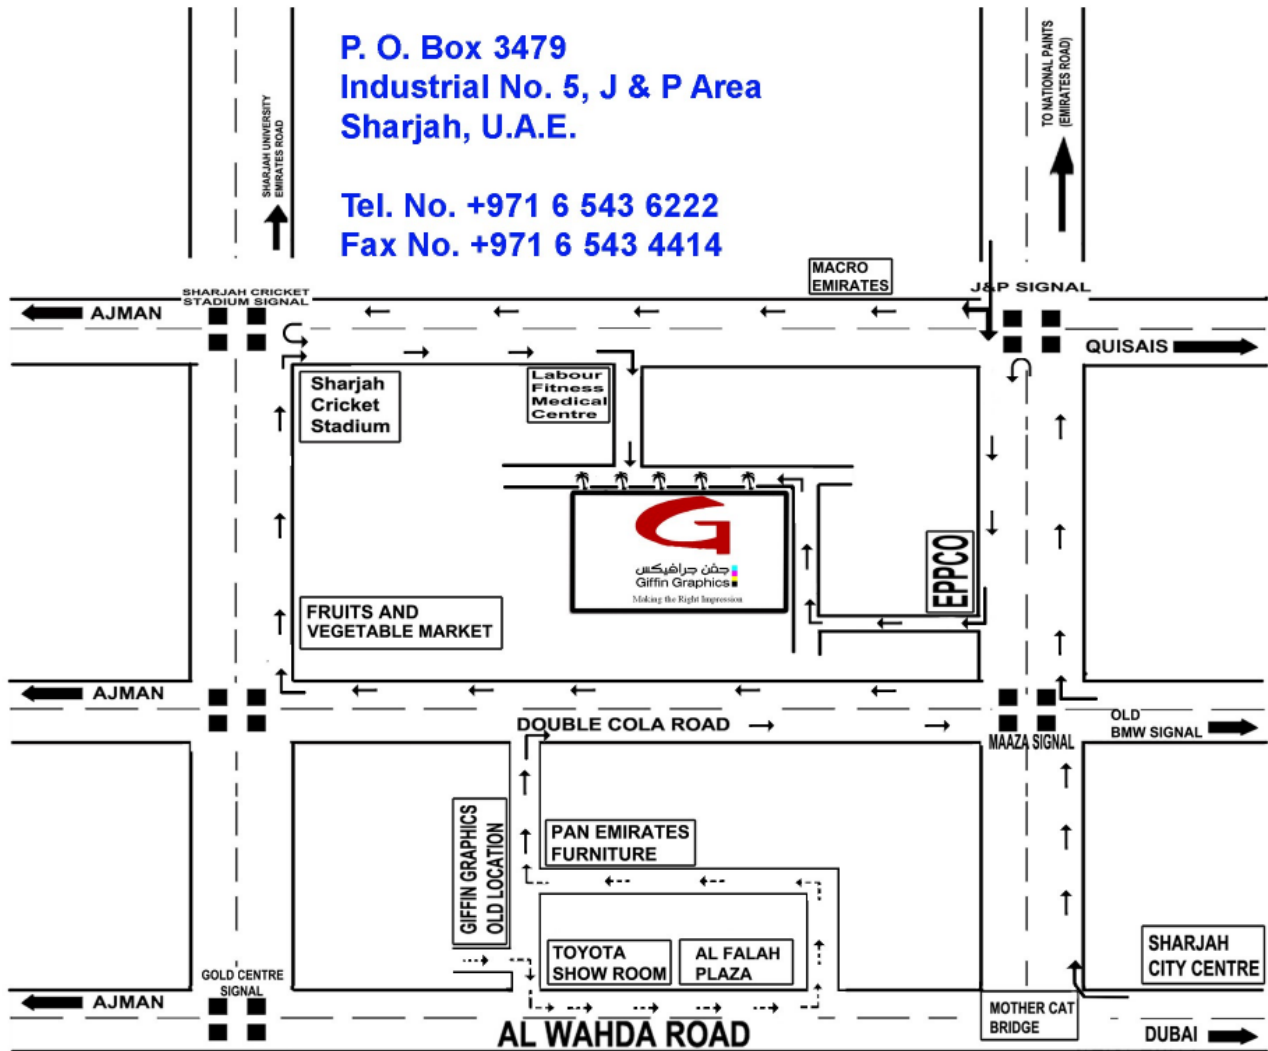 P. O. Box 3479
Industrial No. 5, J & P Area
Sharjah, U.A.E.
Tel. No. +971 6 543 6222
Fax No. +971 6 543 4414
SHARJAH UNIVERSITY
EMIRATES ROAD
TO NATIONAL PAINTS
(EMIRATES ROAD)
MACRO
EMIRATES
SHARJAH CRICKET
STADIUM SIGNAL
J&P SIGNAL
AJMAN
QUISAIS
Sharjah
Cricket
Stadium
Labour
Fitness
Medical
Centre
EPPCO
جفن جرافيكس
Giffin Graphics
Making the Right Impression
FRUITS AND
VEGETABLE MARKET
AJMAN
DOUBLE COLA ROAD
MAAZA SIGNAL
OLD
BMW SIGNAL
GIFFIN GRAPHICS
OLD LOCATION
PAN EMIRATES
FURNITURE
TOYOTA
SHOW ROOM
AL FALAH
PLAZA
SHARJAH
CITY CENTRE
GOLD CENTRE
SIGNAL
AJMAN
AL WAHDA ROAD
MOTHER CAT
BRIDGE
DUBAI